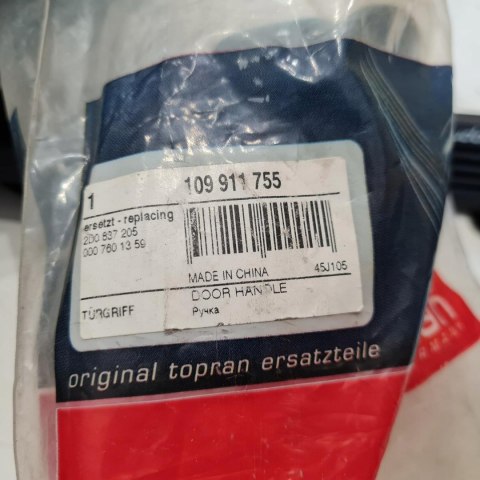 1
109 911 755
ersetzt - replacing
2D0 837 205
000 760 13 59
MADE IN CHINA
45J105
DOOR HANDLE
TÜRGRIFF
Ручка
original topran ersatzteile